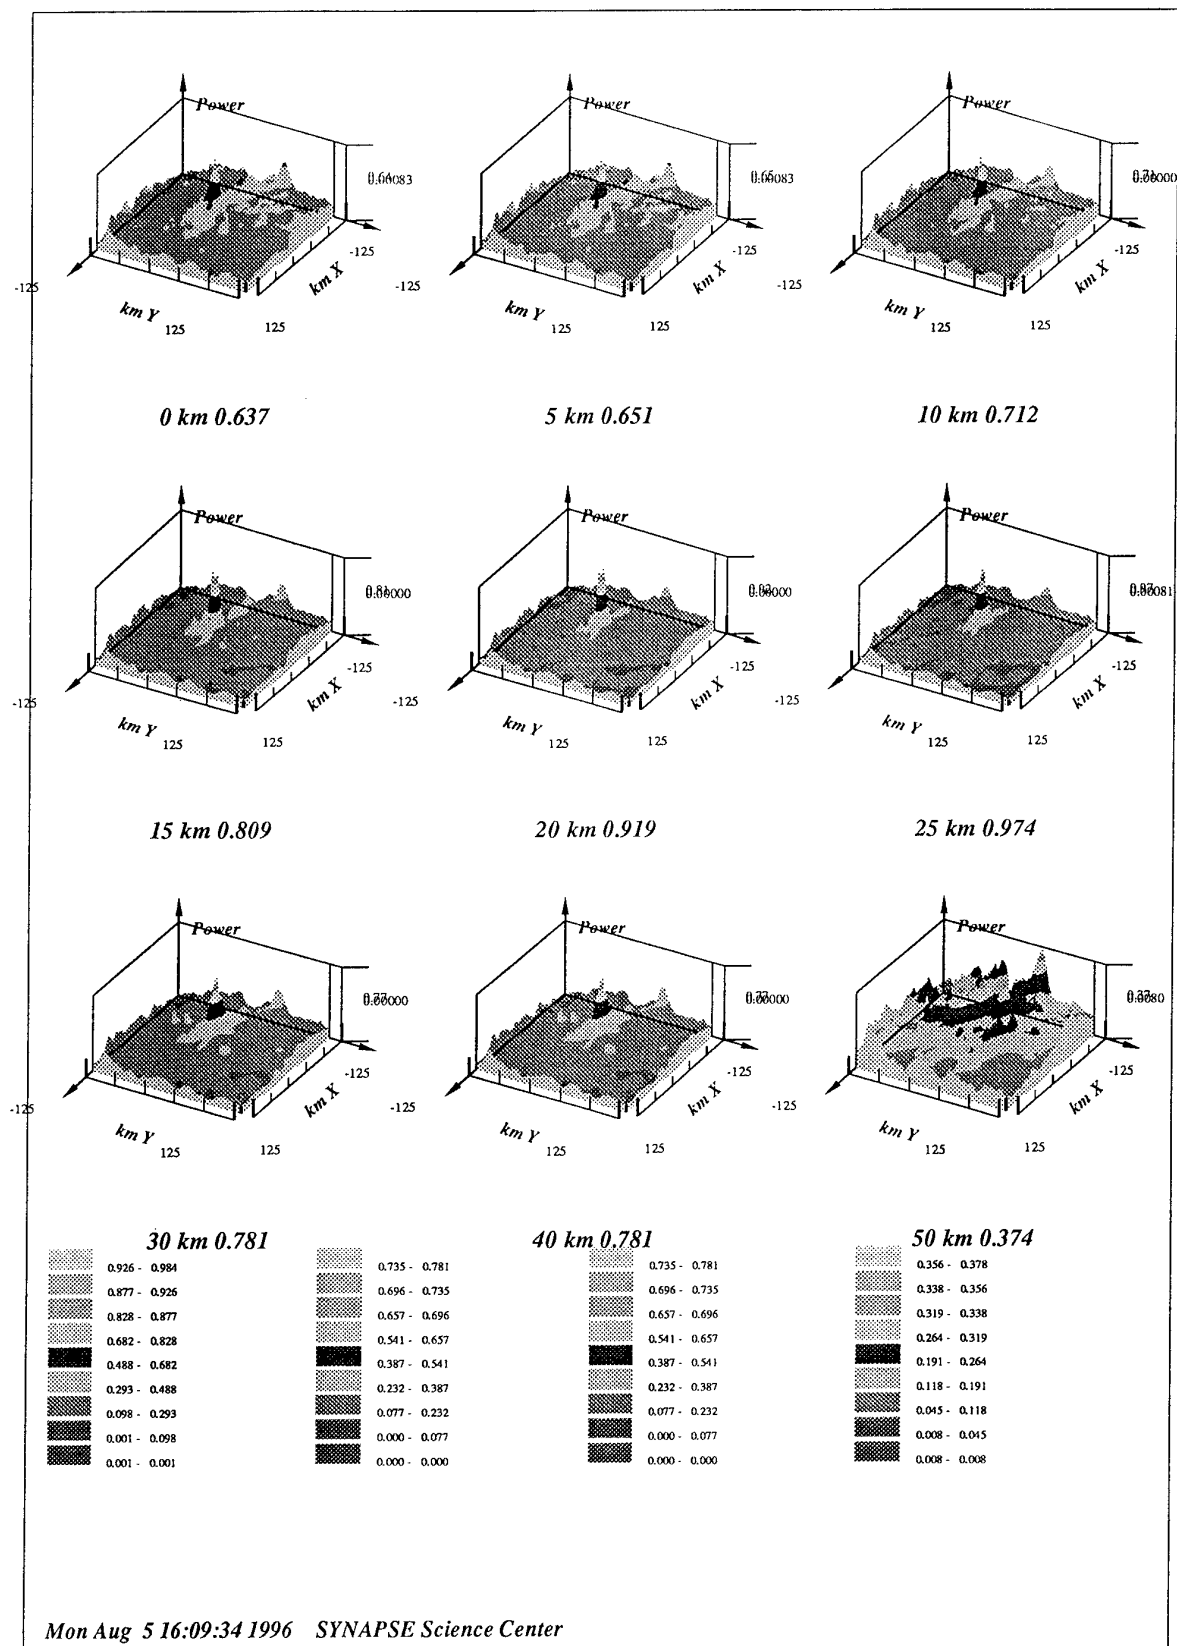 Power
Power
Power
-125
-125
-125
-125
-125
-125
km X
km X
km X
km Y
km Y
km Y
125
125
125
125
125
125
0 km 0.637
5 km 0.651
10 km 0.712
Power
Power
Power
-125
-125
-125
-125
-125
-125
km X
km X
km X
km Y
km Y
km Y
125
125
125
125
125
125
15 km 0.809
20 km 0.919
25 km 0.974
Power
Power
Power
-125
-125
-125
-125
-125
-125
km X
km X
km X
km Y
km Y
km Y
125
125
125
125
125
125
30 km 0.781
40 km 0.781
50 km 0.374
0.926 - 0.984
0.877 - 0.926
0.828 - 0.877
0.682 - 0.828
0.488 - 0.682
0.293 - 0.488
0.098 - 0.293
0.001 - 0.098
0.001 - 0.001
0.735 - 0.781
0.696 - 0.735
0.657 - 0.696
0.541 - 0.657
0.387 - 0.541
0.232 - 0.387
0.077 - 0.232
0.000 - 0.077
0.000 - 0.000
0.735 - 0.781
0.696 - 0.735
0.657 - 0.696
0.541 - 0.657
0.387 - 0.541
0.232 - 0.387
0.077 - 0.232
0.000 - 0.077
0.000 - 0.000
0.356 - 0.378
0.338 - 0.356
0.319 - 0.338
0.264 - 0.319
0.191 - 0.264
0.118 - 0.191
0.045 - 0.118
0.008 - 0.045
0.008 - 0.008
Mon Aug 5 16:09:34 1996 SYNAPSE Science Center